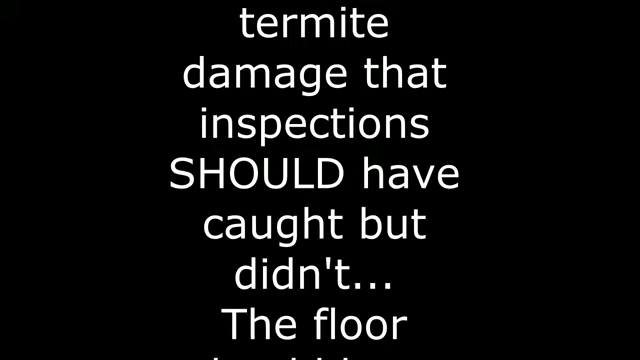 termite
damage that
inspections
SHOULD have
caught but
didn't...
The floor